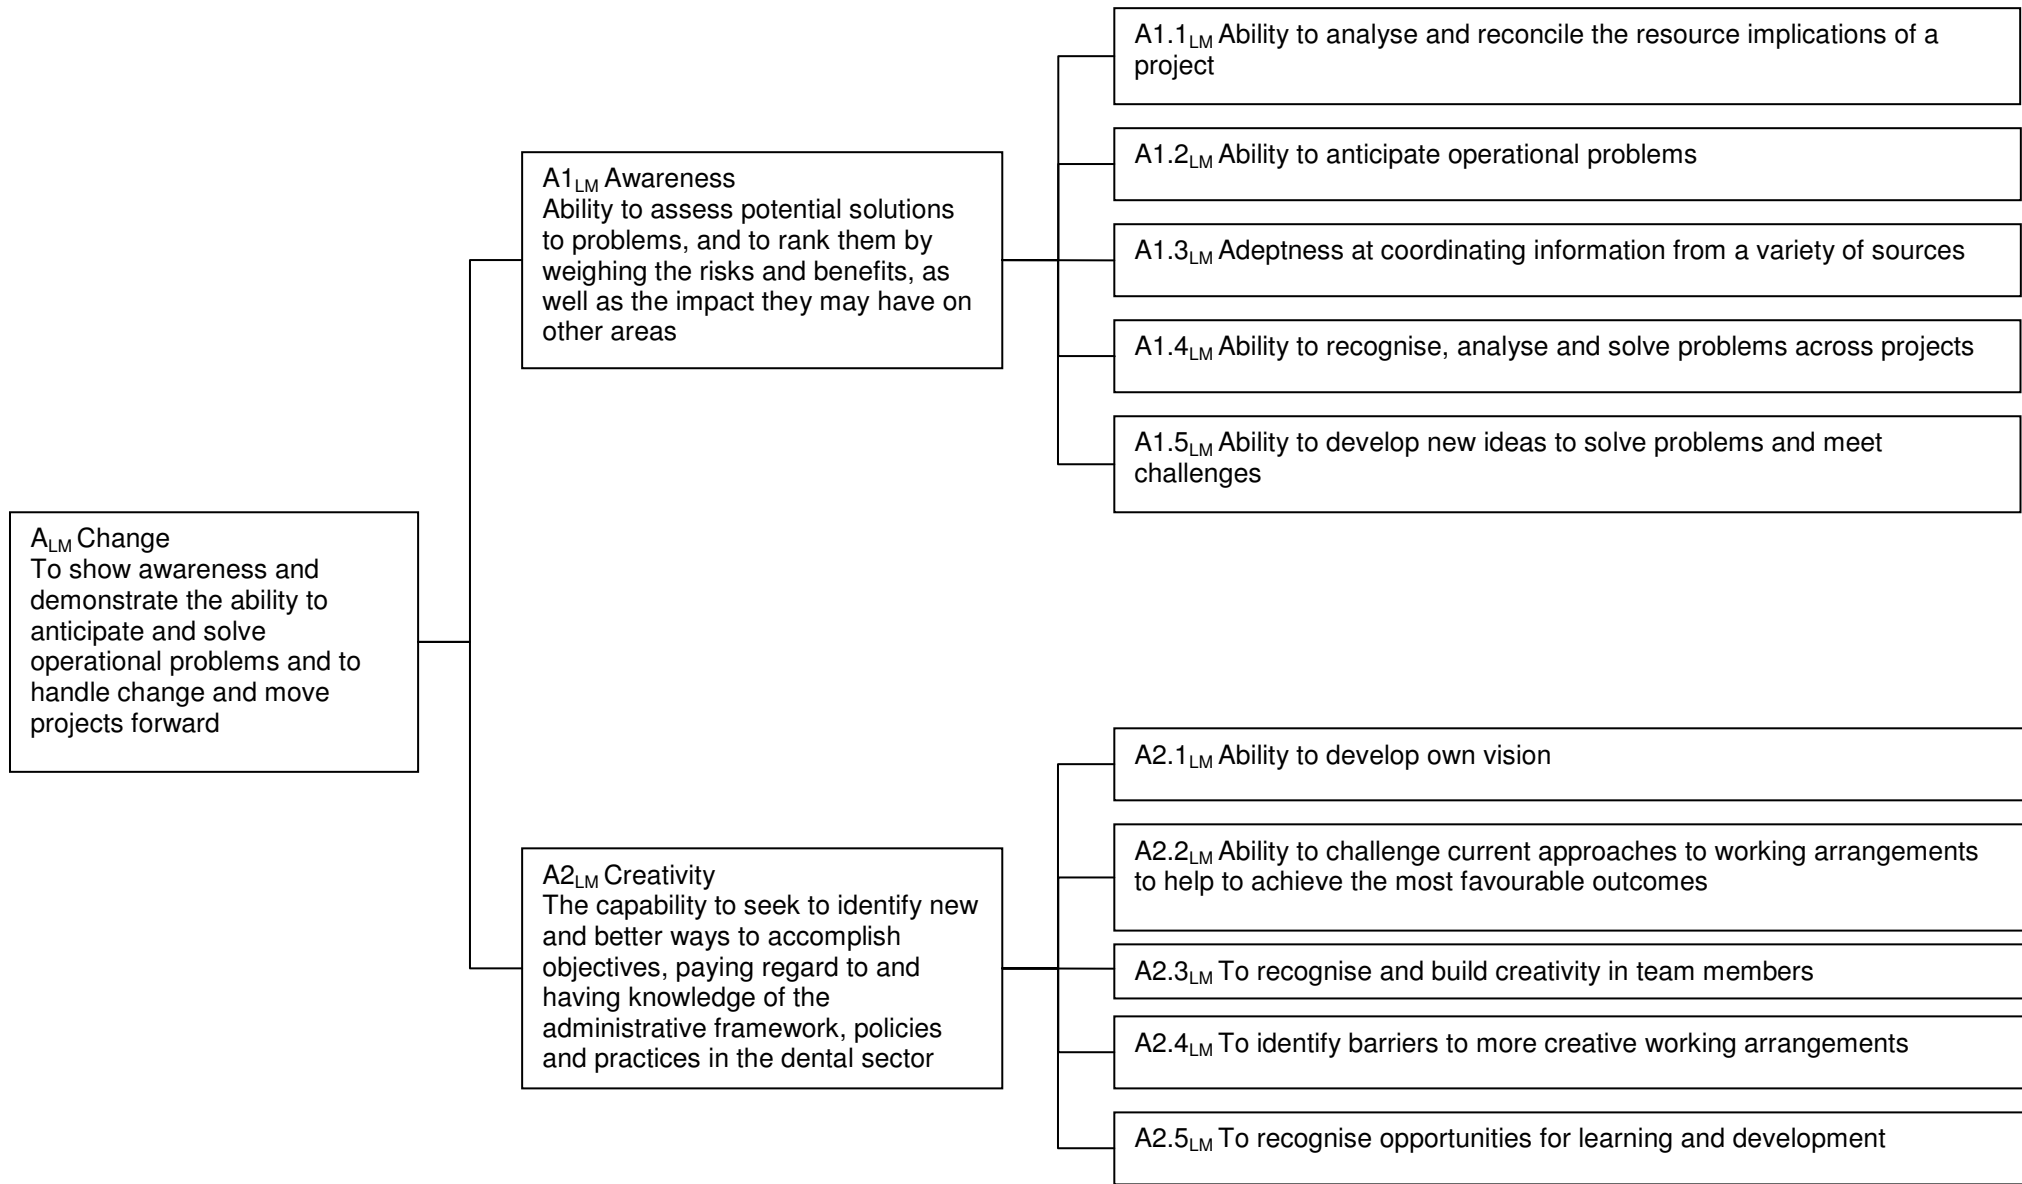 A1.1LM Ability to analyse and reconcile the resource implications of a
project
A1.2LM Ability to anticipate operational problems
A1LM Awareness
Ability to assess potential solutions
to problems, and to rank them by
weighing the risks and benefits, as
well as the impact they may have on
other areas
A1.3LM Adeptness at coordinating information from a variety of sources
A1.4LM Ability to recognise, analyse and solve problems across projects
A1.5LM Ability to develop new ideas to solve problems and meet
challenges
ALM Change
To show awareness and
demonstrate the ability to
anticipate and solve
operational problems and to
handle change and move
projects forward
A2.1LM Ability to develop own vision
A2.2LM Ability to challenge current approaches to working arrangements
to help to achieve the most favourable outcomes
A2LM Creativity
The capability to seek to identify new
and better ways to accomplish
objectives, paying regard to and
having knowledge of the
administrative framework, policies
and practices in the dental sector
A2.3LM To recognise and build creativity in team members
A2.4LM To identify barriers to more creative working arrangements
A2.5LM To recognise opportunities for learning and development